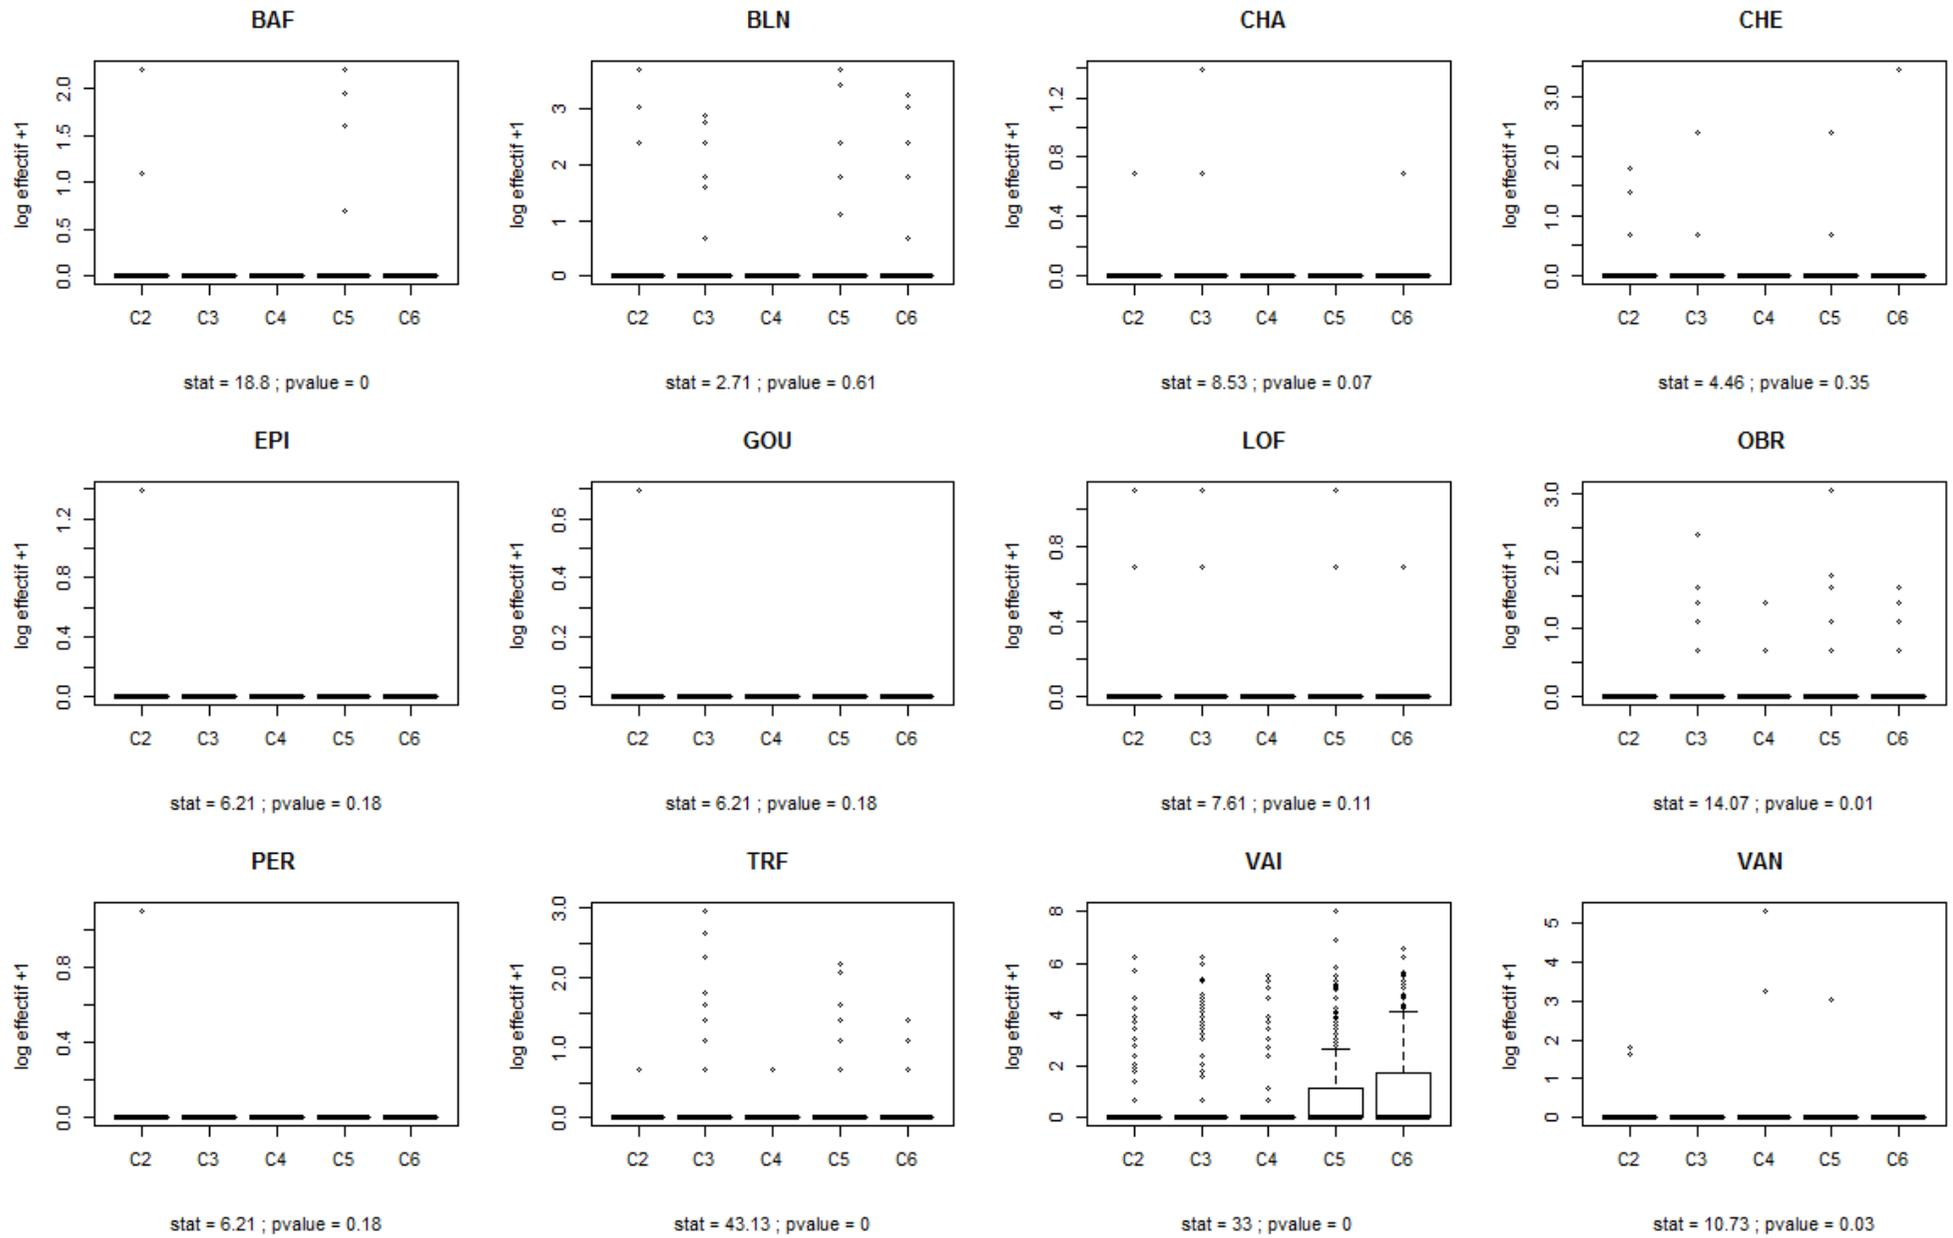 BAF BLN CHA CHE
log effectif +1 log effectif +1 log effectif +1 log effectif +1
0.0 0.5 1.0 1.5 2.0
0 1 2 3
0.0 0.4 0.8 1.2
0.0 1.0 2.0 3.0
C2 C3 C4 C5 C6 C2 C3 C4 C5 C6 C2 C3 C4 C5 C6 C2 C3 C4 C5 C6
stat = 18.8 ; pvalue = 0 stat = 2.71 ; pvalue = 0.61 stat = 8.53 ; pvalue = 0.07 stat = 4.46 ; pvalue = 0.35
EPI GOU LOF OBR
log effectif +1 log effectif +1 log effectif +1 log effectif +1
0.0 0.4 0.8 1.2
0.0 0.2 0.4 0.6
0.0 0.4 0.8
0.0 1.0 2.0 3.0
C2 C3 C4 C5 C6 C2 C3 C4 C5 C6 C2 C3 C4 C5 C6 C2 C3 C4 C5 C6
stat = 6.21 ; pvalue = 0.18 stat = 6.21 ; pvalue = 0.18 stat = 7.61 ; pvalue = 0.11 stat = 14.07 ; pvalue = 0.01
PER TRF VAI VAN
log effectif +1 log effectif +1 log effectif +1 log effectif +1
0.0 0.4 0.8
0.0 1.0 2.0 3.0
0 2 4 6 8
0 1 2 3 4 5
C2 C3 C4 C5 C6 C2 C3 C4 C5 C6 C2 C3 C4 C5 C6 C2 C3 C4 C5 C6
stat = 6.21 ; pvalue = 0.18 stat = 43.13 ; pvalue = 0 stat = 33 ; pvalue = 0 stat = 10.73 ; pvalue = 0.03